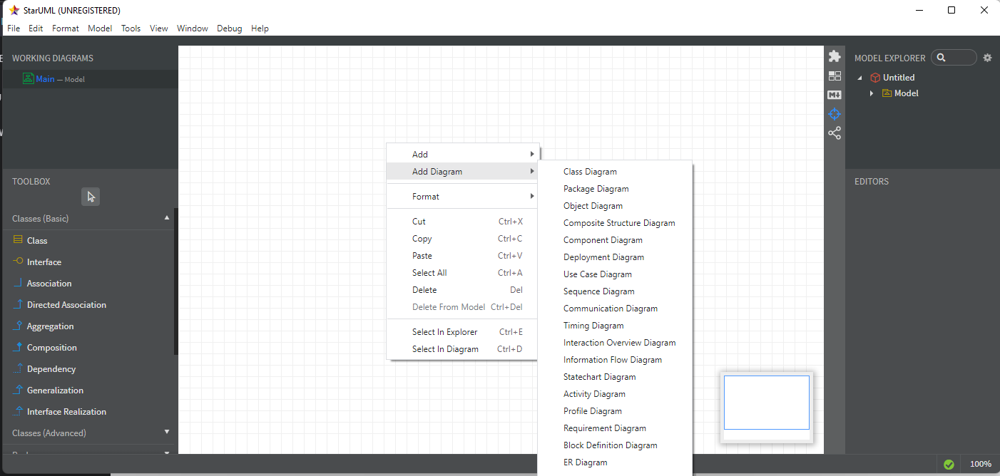 StarUML (UNREGISTERED)
File Edit Format Model Tools View Window Debug Help
WORKING DIAGRAMS
Main — Model
TOOLBOX
Classes (Basic)
Class
Interface
Association
Directed Association
Aggregation
Composition
Dependency
Generalization
Interface Realization
Classes (Advanced)
Add
Add Diagram
Format
Cut Ctrl+X
Copy Ctrl+C
Paste Ctrl+V
Select All Ctrl+A
Delete Del
Delete From Model Ctrl+Del
Select In Explorer Ctrl+E
Select In Diagram Ctrl+D
Class Diagram
Package Diagram
Object Diagram
Composite Structure Diagram
Component Diagram
Deployment Diagram
Use Case Diagram
Sequence Diagram
Communication Diagram
Timing Diagram
Interaction Overview Diagram
Information Flow Diagram
Statechart Diagram
Activity Diagram
Profile Diagram
Requirement Diagram
Block Definition Diagram
ER Diagram
M
MODEL EXPLORER
Untitled
Model
EDITORS
100%